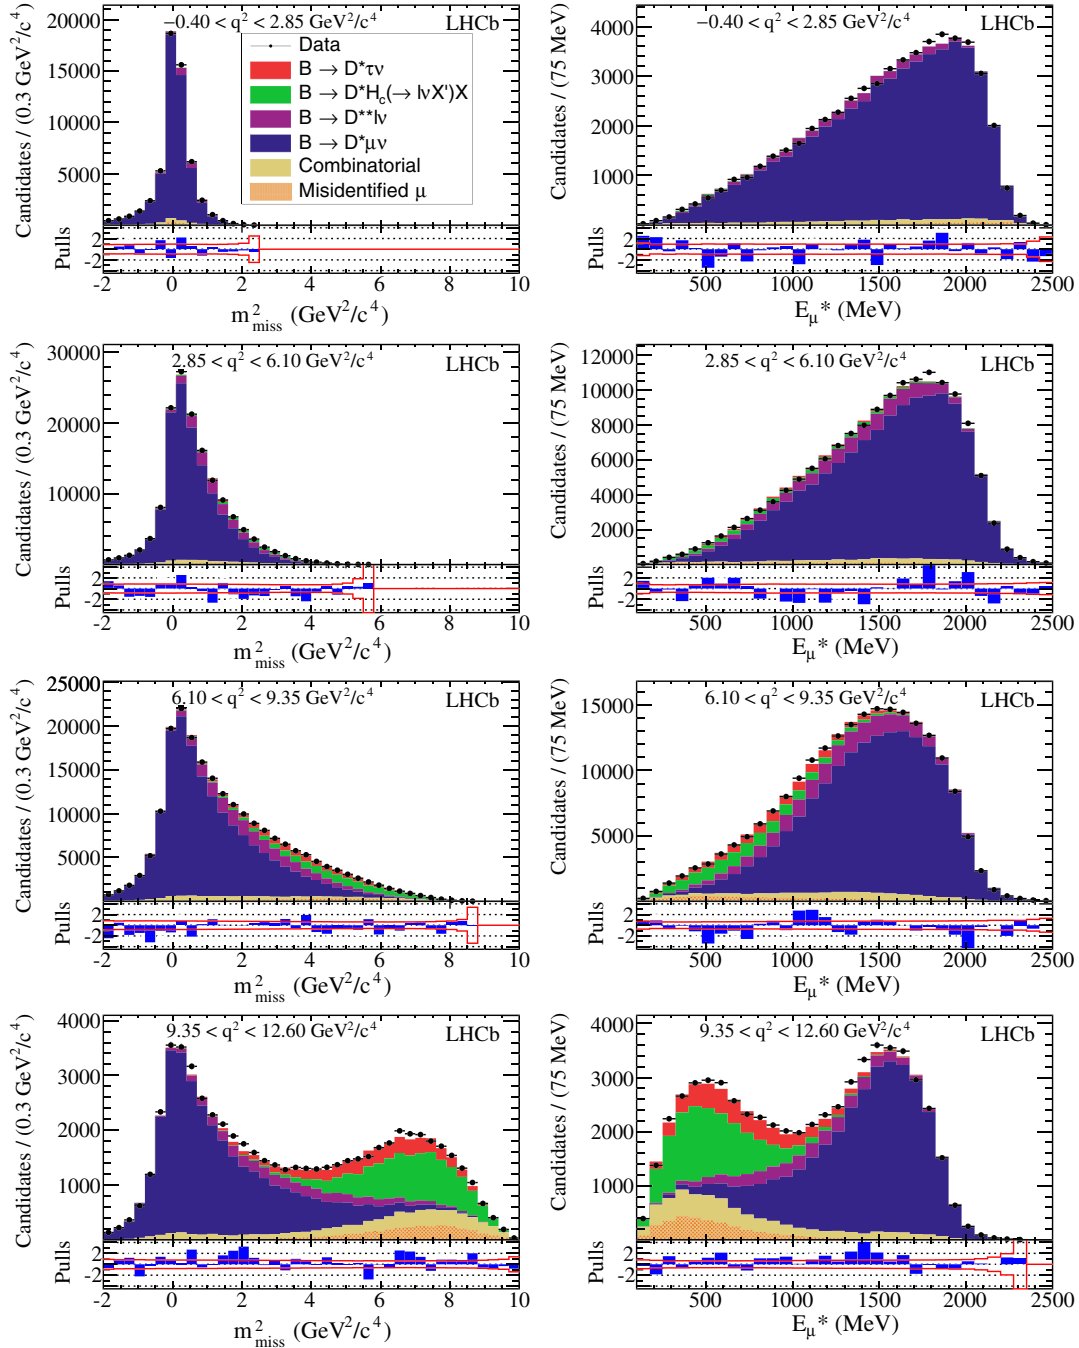 −0.40 < q² < 2.85 GeV²/c⁴
LHCb
Data
B → D*τν
B → D*H_c(→ lνX')X
B → D**lν
B → D*μν
Combinatorial
Misidentified μ
Candidates / (0.3 GeV²/c⁴)
20000
15000
10000
5000
Pulls
2
-2
-2 0 2 4 6 8 10
m²_miss (GeV²/c⁴)
−0.40 < q² < 2.85 GeV²/c⁴
LHCb
Candidates / (75 MeV)
4000
3000
2000
1000
Pulls
2
-2
500 1000 1500 2000 2500
E_μ* (MeV)
2.85 < q² < 6.10 GeV²/c⁴
LHCb
Candidates / (0.3 GeV²/c⁴)
30000
20000
10000
Pulls
2
-2
-2 0 2 4 6 8 10
m²_miss (GeV²/c⁴)
2.85 < q² < 6.10 GeV²/c⁴
LHCb
Candidates / (75 MeV)
12000
10000
8000
6000
4000
2000
Pulls
2
-2
500 1000 1500 2000 2500
E_μ* (MeV)
6.10 < q² < 9.35 GeV²/c⁴
LHCb
Candidates / (0.3 GeV²/c⁴)
25000
20000
15000
10000
5000
Pulls
2
-2
-2 0 2 4 6 8 10
m²_miss (GeV²/c⁴)
6.10 < q² < 9.35 GeV²/c⁴
LHCb
Candidates / (75 MeV)
15000
10000
5000
Pulls
2
-2
500 1000 1500 2000 2500
E_μ* (MeV)
9.35 < q² < 12.60 GeV²/c⁴
LHCb
Candidates / (0.3 GeV²/c⁴)
4000
3000
2000
1000
Pulls
2
-2
-2 0 2 4 6 8 10
m²_miss (GeV²/c⁴)
9.35 < q² < 12.60 GeV²/c⁴
LHCb
Candidates / (75 MeV)
4000
3000
2000
1000
Pulls
2
-2
500 1000 1500 2000 2500
E_μ* (MeV)